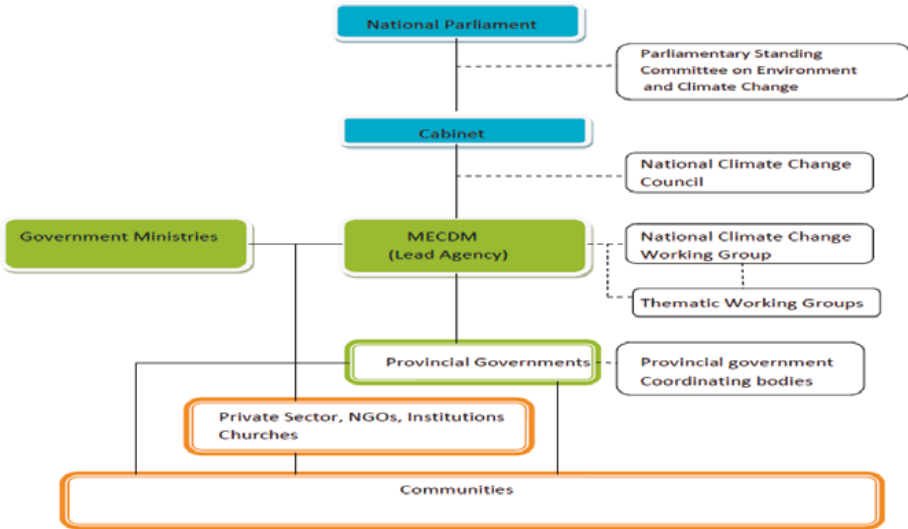 National Parliament
Parliamentary Standing
Committee on Environment
and Climate Change
Cabinet
National Climate Change
Council
Government Ministries
MECDM
(Lead Agency)
National Climate Change
Working Group
Thematic Working Groups
Provincial Governments
Provincial government
Coordinating bodies
Private Sector, NGOs, Institutions
Churches
Communities